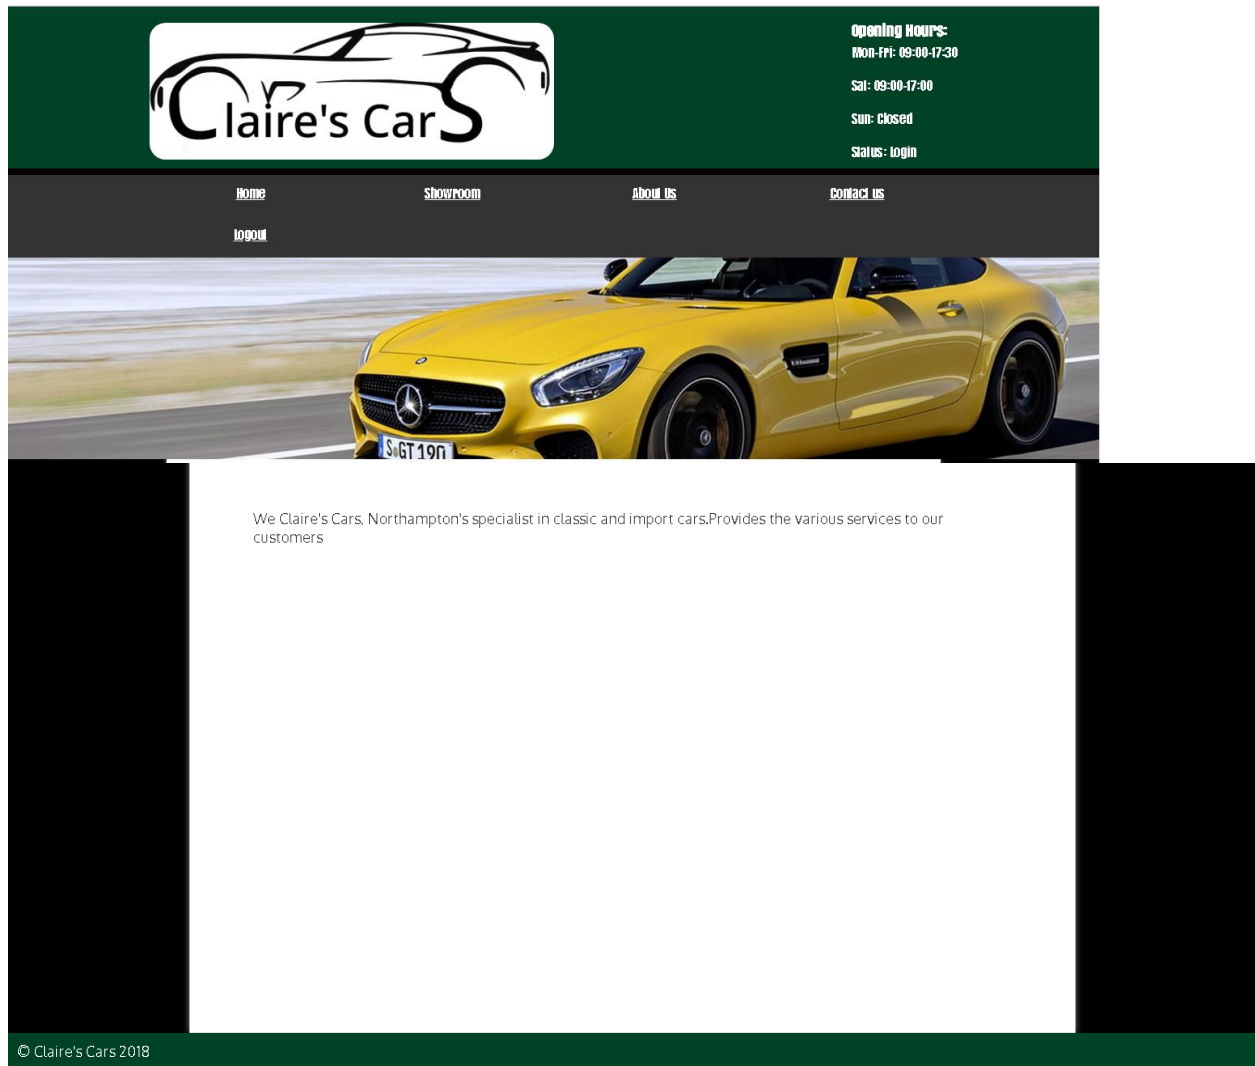 Claire's CarS
Opening Hours:
Mon-Fri: 09:00-17:30
Sat: 09:00-17:00
Sun: Closed
Status: Login
Home
Showroom
About Us
Contact us
Logout
S GT 190
We Claire's Cars, Northampton's specialist in classic and import cars.Provides the various services to our
customers
© Claire's Cars 2018